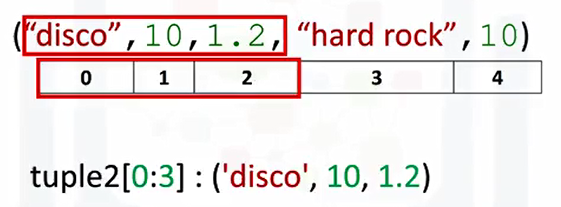 (“disco”, 10, 1.2, “hard rock”, 10)
0 1 2 3 4
tuple2[0:3] : ('disco', 10, 1.2)